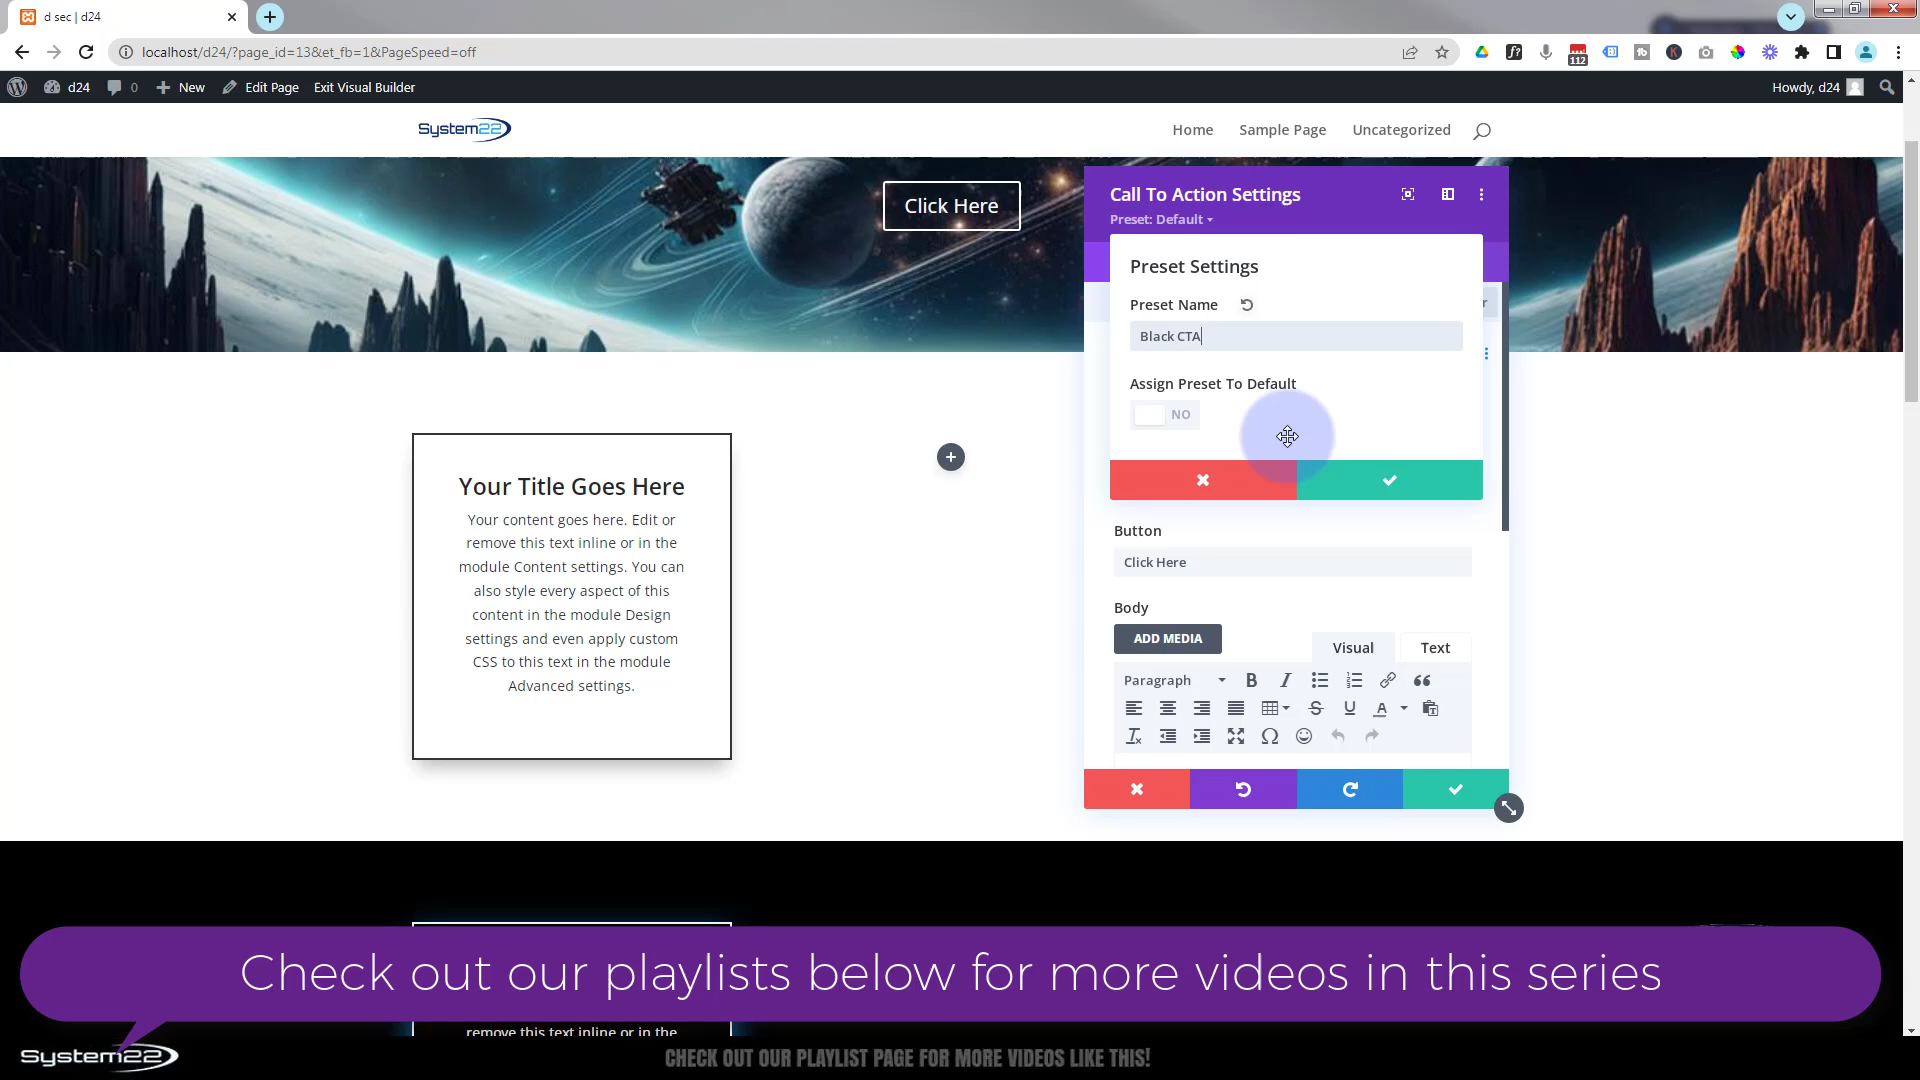 d sec | d24
localhost/d24/?page_id=13&et_fb=1&PageSpeed=off
f?
112
tb
K
d24
0
New
Edit Page
Exit Visual Builder
Howdy, d24
System22
Home
Sample Page
Uncategorized
Click Here
Call To Action Settings
Preset: Default
Preset Settings
Preset Name
Black CTA
Assign Preset To Default
NO
r
Button
Click Here
Body
ADD MEDIA
Visual
Text
Paragraph
Your Title Goes Here
Your content goes here. Edit or
remove this text inline or in the
module Content settings. You can
also style every aspect of this
content in the module Design
settings and even apply custom
CSS to this text in the module
Advanced settings.
Check out our playlists below for more videos in this series
remove this text inline or in the
System22
CHECK OUT OUR PLAYLIST PAGE FOR MORE VIDEOS LIKE THIS!